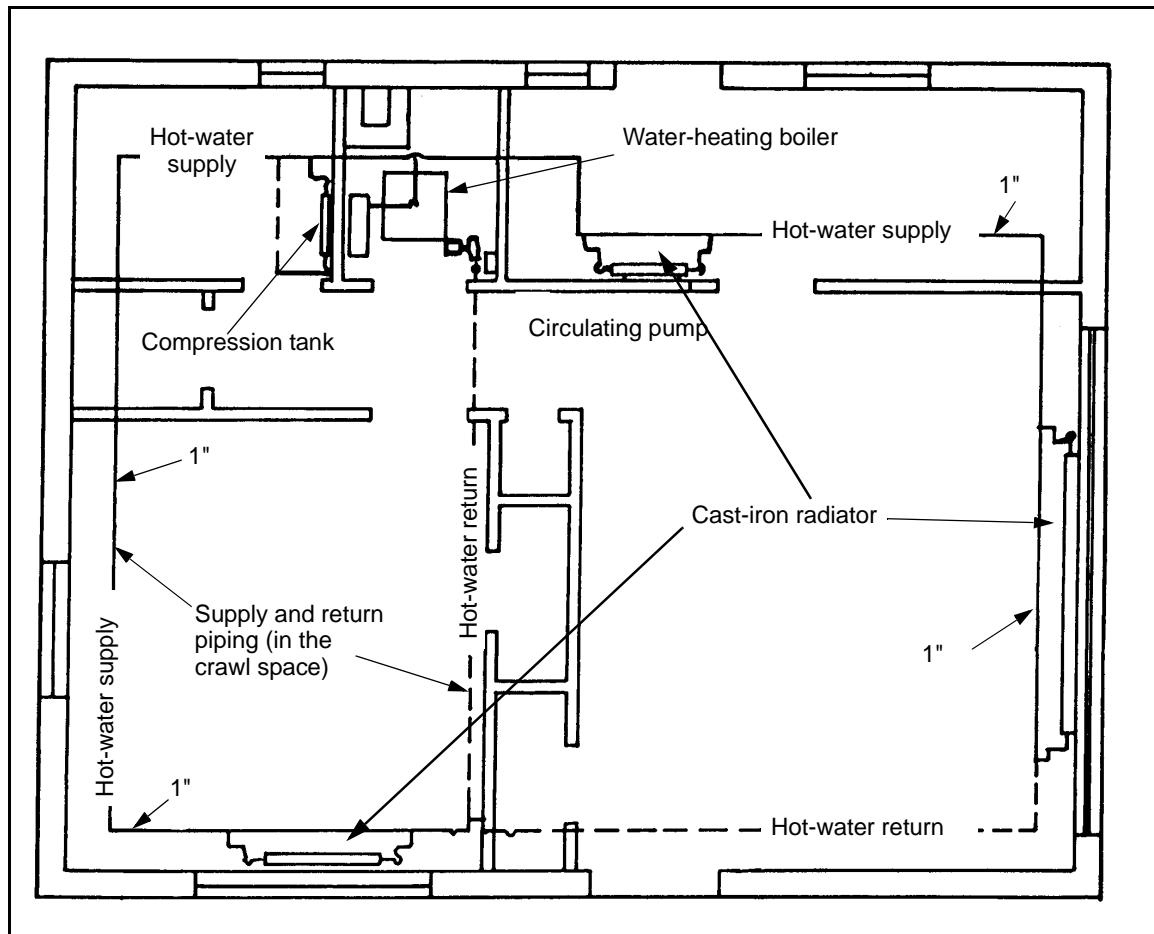 Hot-water
supply
Water-heating boiler
1"
Hot-water supply
Circulating pump
Compression tank
1"
Hot-water return
Cast-iron radiator
Supply and return
piping (in the
crawl space)
1"
Hot-water supply
1"
Hot-water return